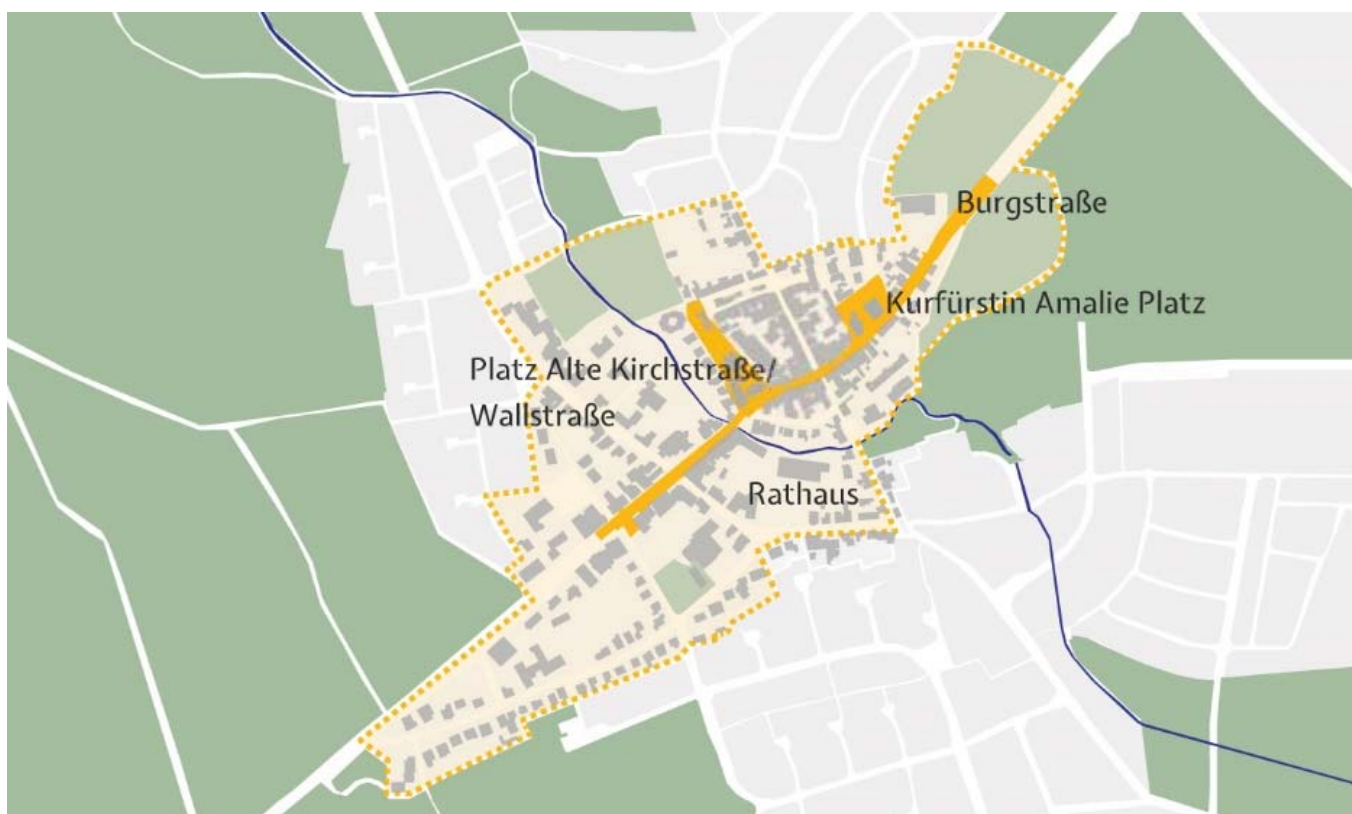 Burgstraße
Kurfürstin Amalie Platz
Platz Alte Kirchstraße/
Wallstraße
Rathaus